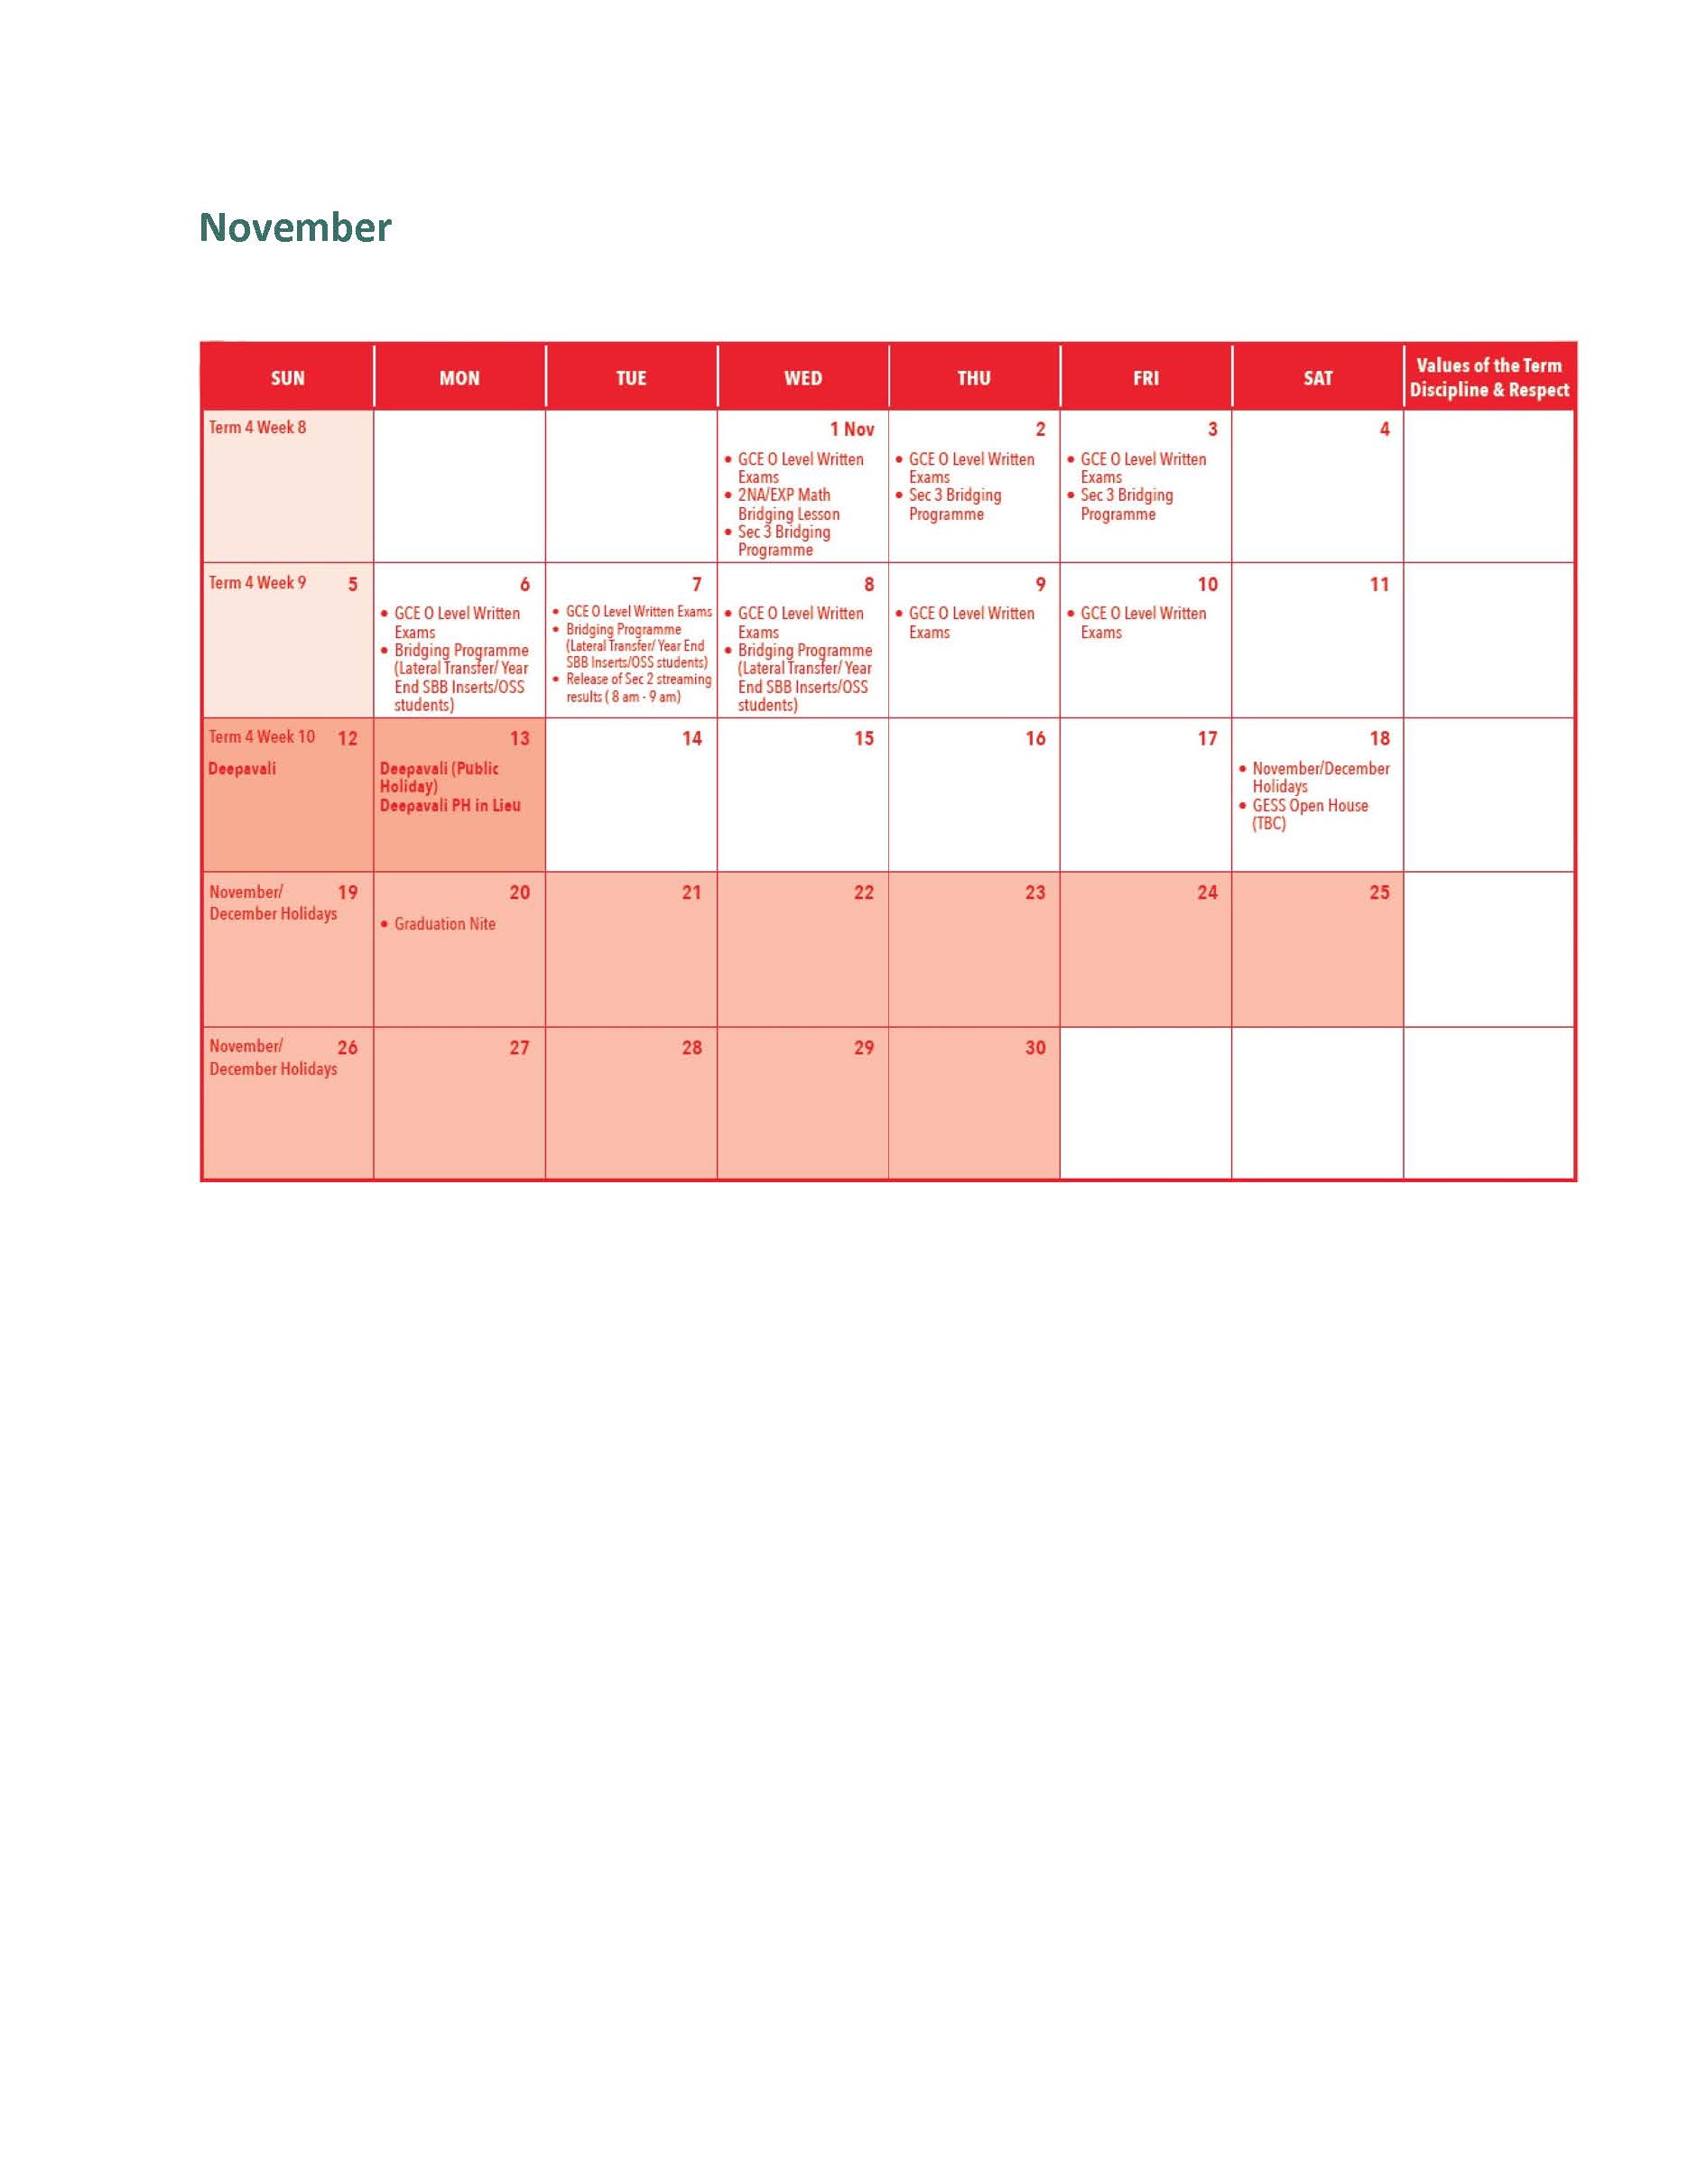 November
SUN
MON
TUE
WED
THU
FRI
SAT
Values of the Term
Discipline & Respect
Term 4 Week 8
1 Nov
• GCE O Level Written
Exams
• 2NA/EXP Math
Bridging Lesson
• Sec 3 Bridging
Programme
2
• GCE O Level Written
Exams
• Sec 3 Bridging
Programme
3
• GCE O Level Written
Exams
• Sec 3 Bridging
Programme
4
Term 4 Week 9 5
6
• GCE O Level Written
Exams
• Bridging Programme
(Lateral Transfer/ Year
End SBB Inserts/OSS
students)
7
• GCE O Level Written Exams
• Bridging Programme
(Lateral Transfer/ Year End
SBB Inserts/OSS students)
• Release of Sec 2 streaming
results ( 8 am - 9 am)
8
• GCE O Level Written
Exams
• Bridging Programme
(Lateral Transfer/ Year
End SBB Inserts/OSS
students)
9
• GCE O Level Written
Exams
10
• GCE O Level Written
Exams
11
Term 4 Week 10 12
Deepavali
13
Deepavali (Public
Holiday)
Deepavali PH in Lieu
14
15
16
17
18
• November/December
Holidays
• GESS Open House
(TBC)
November/ 19
December Holidays
20
• Graduation Nite
21
22
23
24
25
November/ 26
December Holidays
27
28
29
30